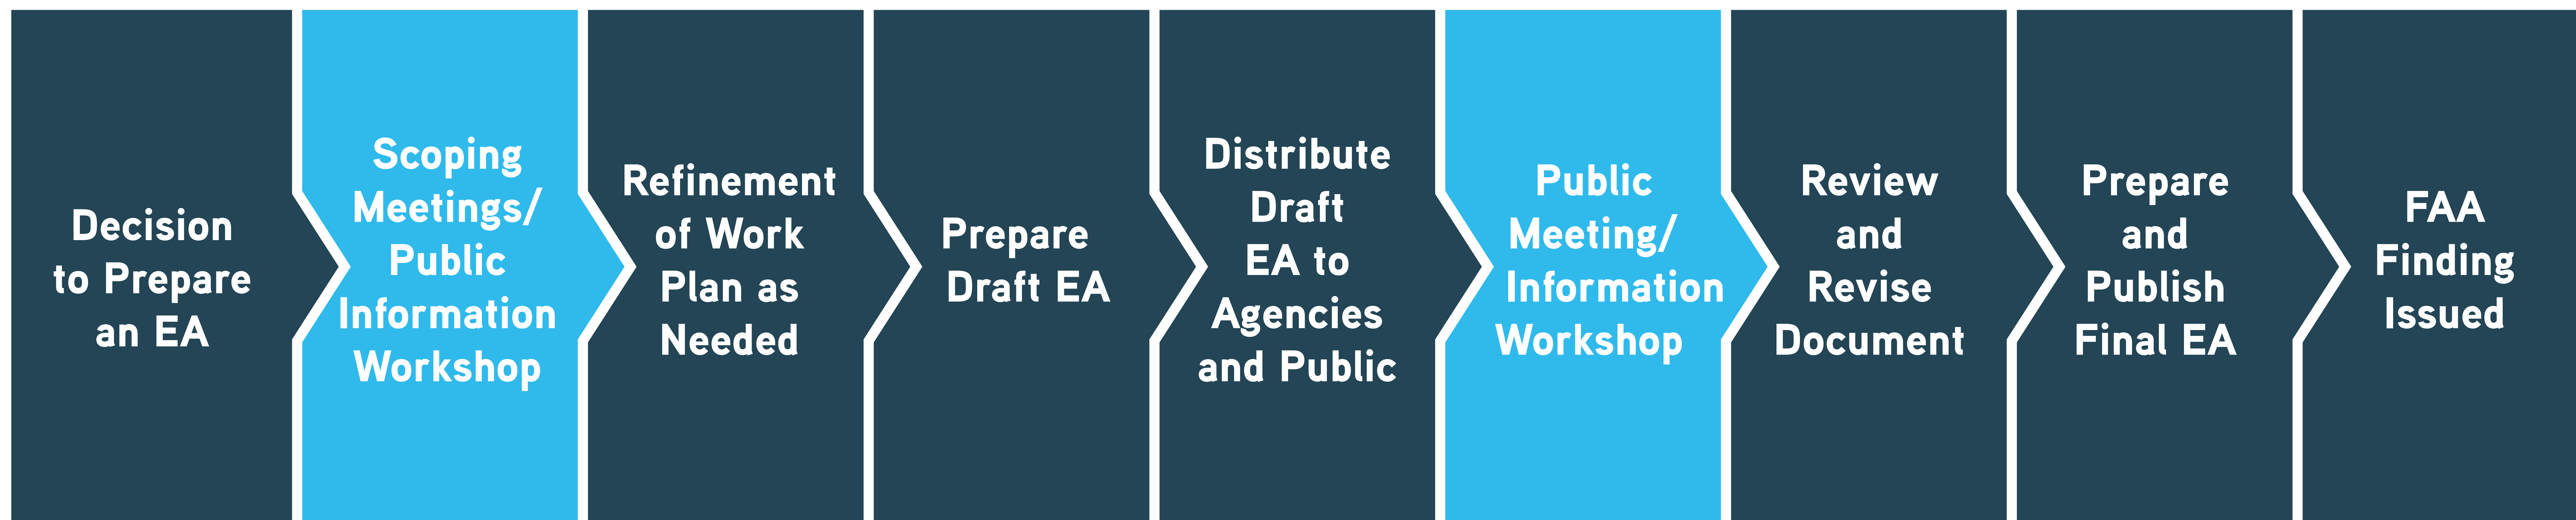 Decision
to Prepare
an EA
Scoping
Meetings/
Public
Information
Workshop
Refinement
of Work
Plan as
Needed
Prepare
Draft EA
Distribute
Draft
EA to
Agencies
and Public
Public
Meeting/
Information
Workshop
Review
and
Revise
Document
Prepare
and
Publish
Final EA
FAA
Finding
Issued